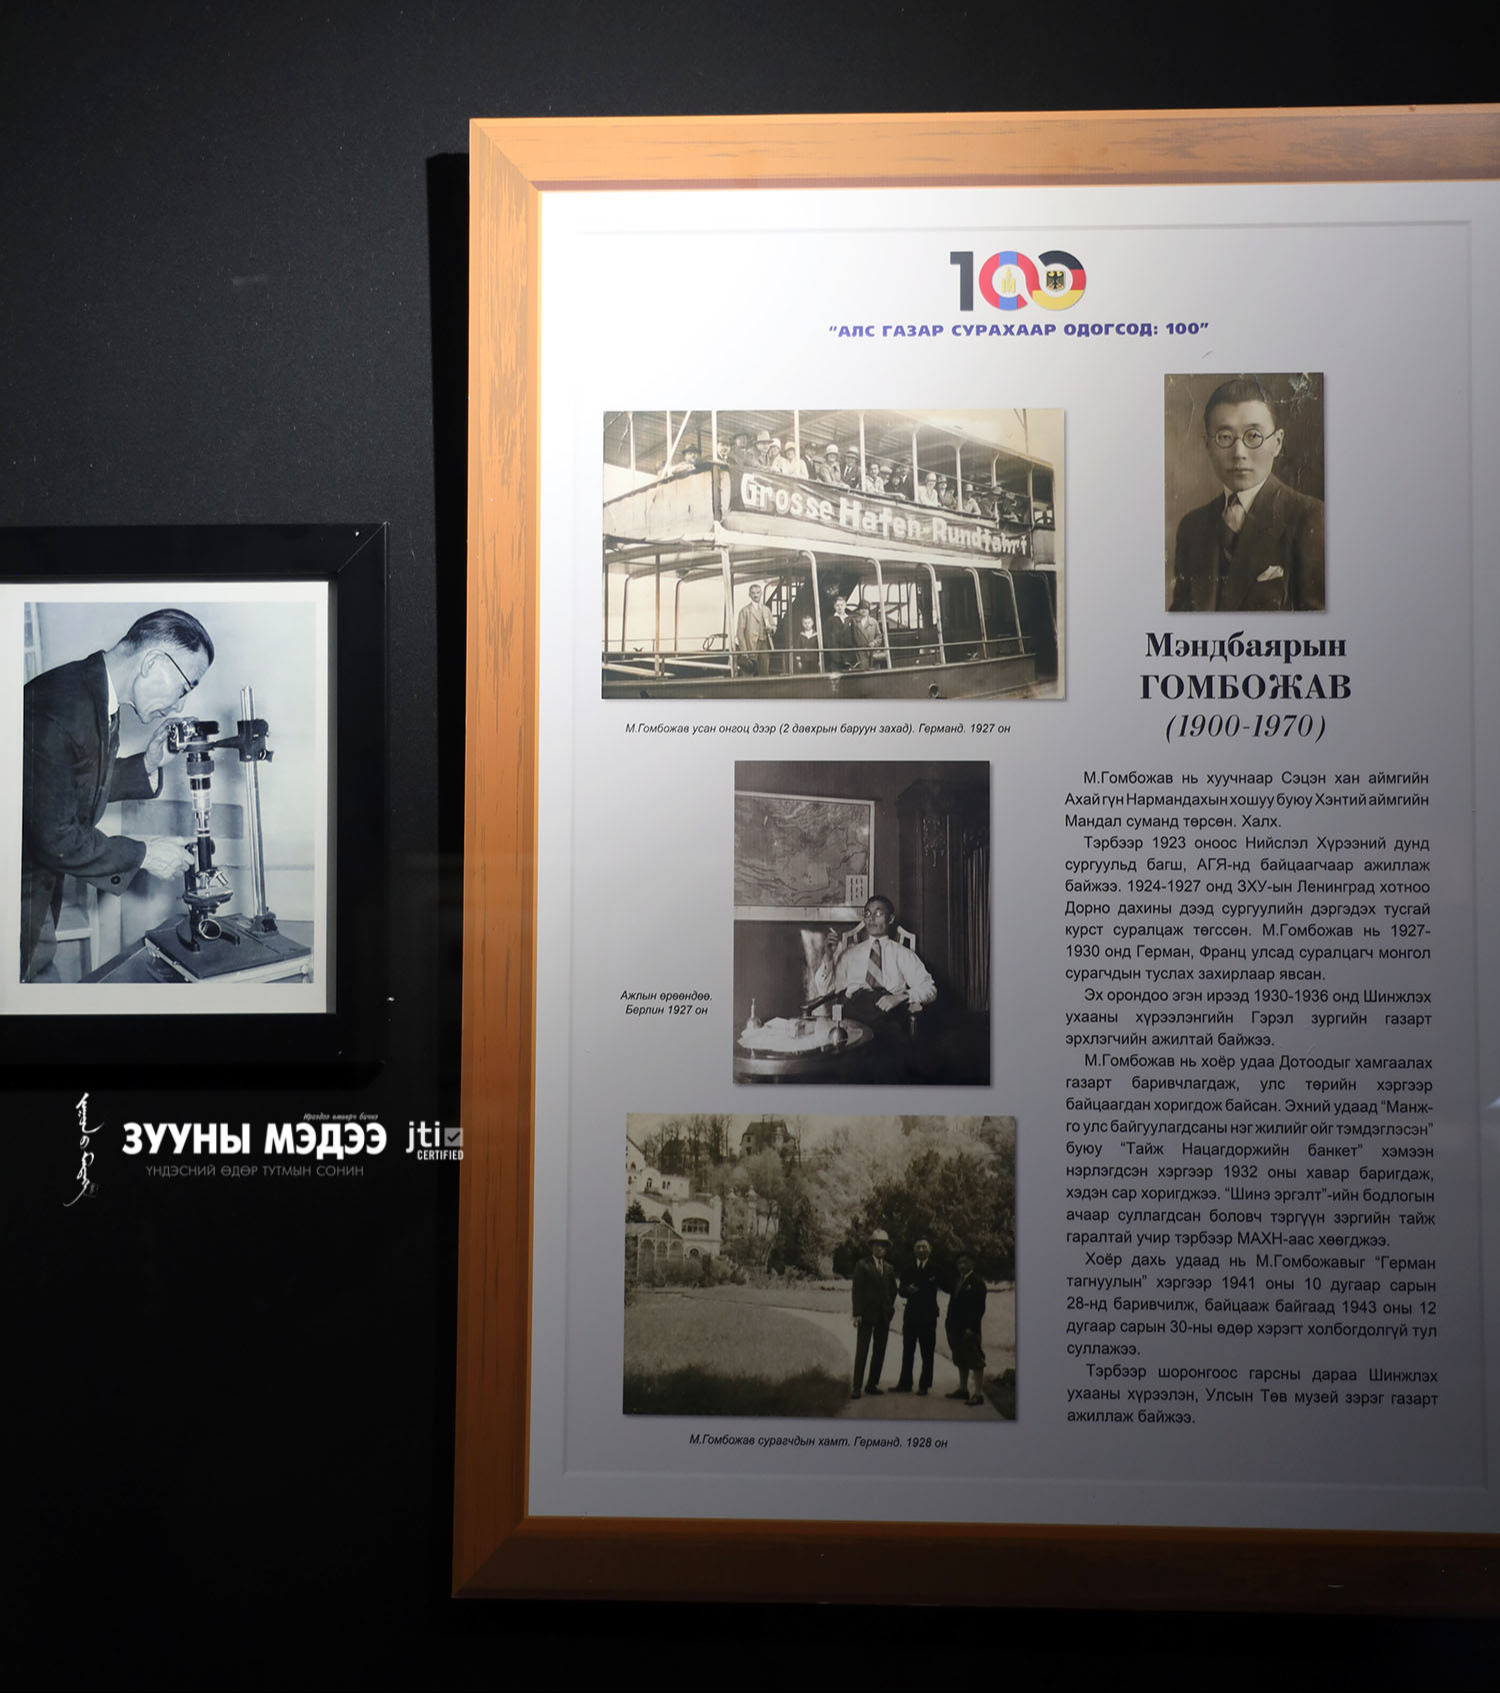 100
"АЛС ГАЗАР СУРАХААР ОДОГСОД: 100"
Grosse Hafen-Rundfahrt
М.Гомбожав усан онгоц дээр (2 давхрын баруун захад). Германд. 1927 он
Ажлын өрөөндөө.
Берлин 1927 он
М.Гомбожав сурагчдын хамт. Германд. 1928 он
Мэндбаярын
ГОМБОЖАВ
(1900-1970)
М.Гомбожав нь хуучнаар Сэцэн хан аймгийн
Ахай гүн Нармандахын хошуу буюу Хэнтий аймгийн
Мандал суманд төрсөн. Халх.
Тэрбээр 1923 оноос Нийслэл Хүрээний дунд
сургуульд багш, АГЯ-нд байцаагчаар ажиллаж
байжээ. 1924-1927 онд ЗХУ-ын Ленинград хотноо
Дорно дахины дээд сургуулийн дэргэдэх тусгай
курст суралцаж төгссөн. М.Гомбожав нь 1927-
1930 онд Герман, Франц улсад суралцагч монгол
сурагчдын туслах захирлаар явсан.
Эх орондоо эгэн ирээд 1930-1936 онд Шинжлэх
ухааны хүрээлэнгийн Гэрэл зургийн газарт
эрхлэгчийн ажилтай байжээ.
М.Гомбожав нь хоёр удаа Дотоодыг хамгаалах
газарт баривчлагдаж, улс төрийн хэргээр
байцаагдан хоригдож байсан. Эхний удаад "Манж-
го улс байгуулагдсаны нэг жилийг ойг тэмдэглэсэн"
буюу "Тайж Нацагдоржийн банкет" хэмээн
нэрлэгдсэн хэргээр 1932 оны хавар баригдаж,
хэдэн сар хоригджээ. "Шинэ эргэлт"-ийн бодлогын
ачаар суллагдсан боловч тэргүүн зэргийн тайж
гаралтай учир тэрбээр МАХН-аас хөөгджээ.
Хоёр дахь удаад нь М.Гомбожавыг "Герман
тагнуулын" хэргээр 1941 оны 10 дугаар сарын
28-нд баривчилж, байцааж байгаад 1943 оны 12
дугаар сарын 30-ны өдөр хэрэгт холбогдолгүй тул
суллажээ.
Тэрбээр шоронгоос гарсны дараа Шинжлэх
ухааны хүрээлэн, Улсын Төв музей зэрэг газарт
ажиллаж байжээ.
Ирээдүй өмнөөс бичнэ
ЗУУНЫ МЭДЭЭ
ҮНДЭСНИЙ ӨДӨР ТУТМЫН СОНИН
jti
CERTIFIED